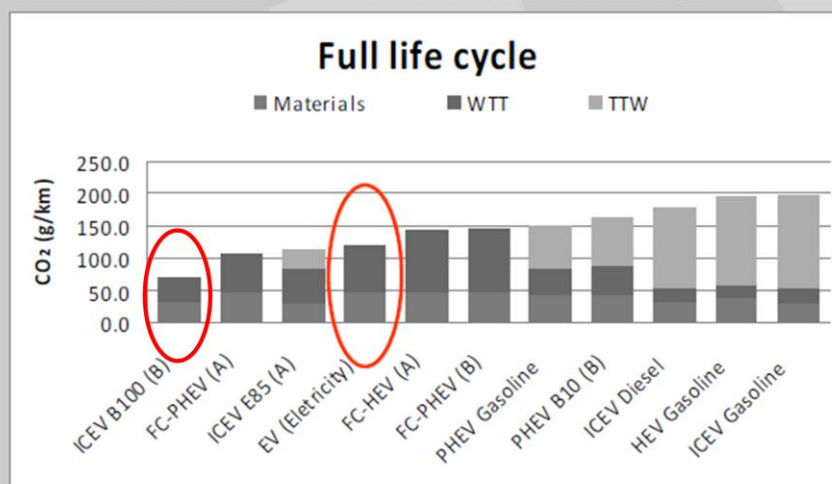 Full life cycle
Materials WTT TTW
CO₂ (g/km)
250.0
200.0
150.0
100.0
50.0
0.0
ICEV B100 (B)
FC-PHEV (A)
ICEV E85 (A)
EV (Eletricity)
FC-HEV (A)
FC-PHEV (B)
PHEV Gasoline
PHEV B10 (B)
ICEV Diesel
HEV Gasoline
ICEV Gasoline